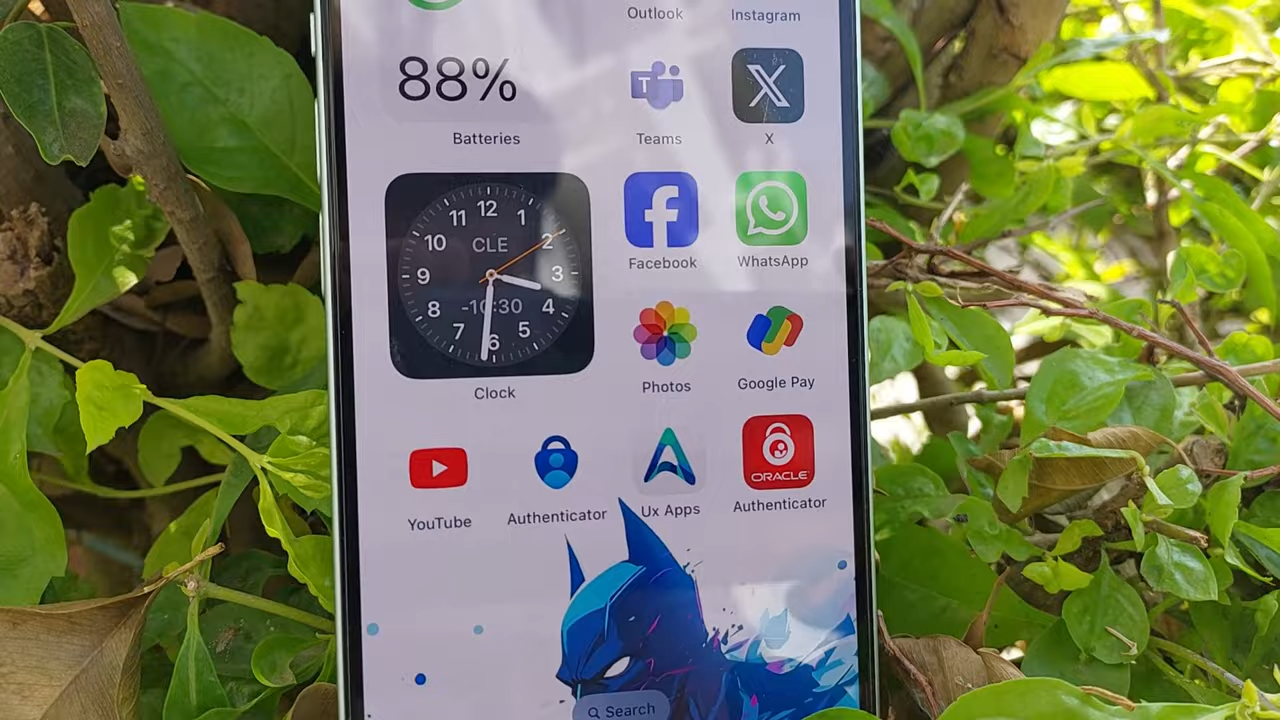 Outlook
Instagram
88%
Batteries
Teams
T
X
12
11
1
10
CLE
2
9
3
8
-10:30
4
7
5
6
Clock
Facebook
WhatsApp
Photos
Google Pay
ORACLE
YouTube
Authenticator
Ux Apps
Authenticator
Search